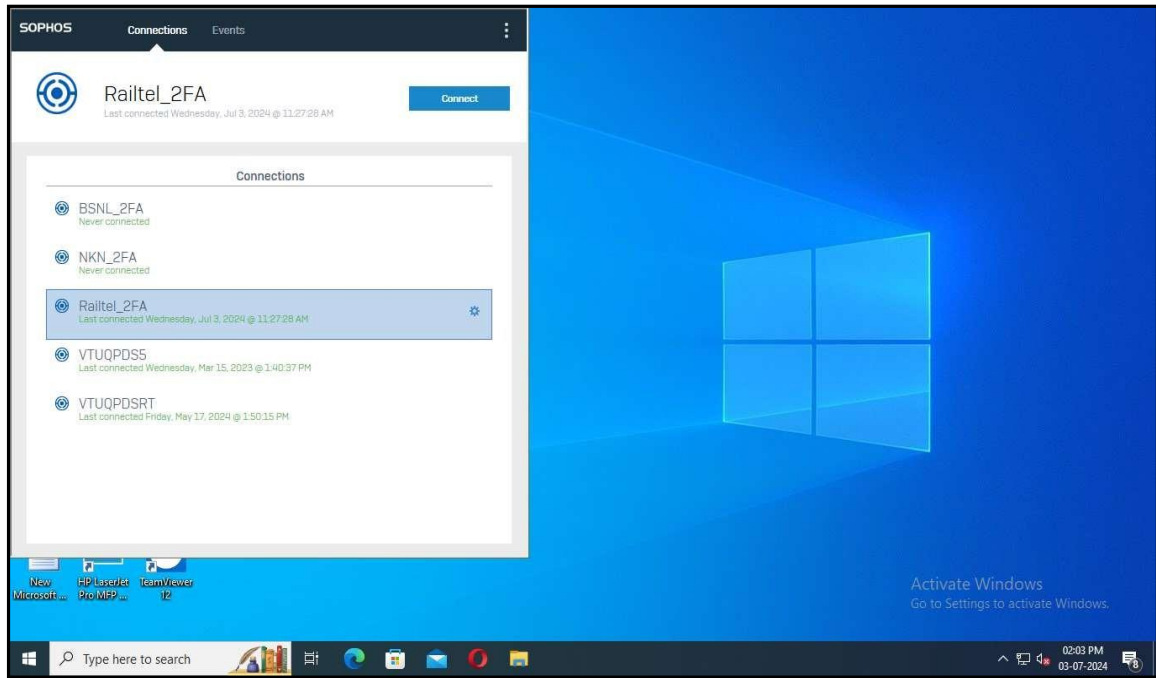 SOPHOS Connections Events
Railtel_2FA
Last connected Wednesday, Jul 3, 2024 @ 11:27:28 AM
Connect
Connections
BSNL_2FA
Never connected
NKN_2FA
Never connected
Railtel_2FA
Last connected Wednesday, Jul 3, 2024 @ 11:27:28 AM
VTUQPDS5
Last connected Wednesday, Mar 15, 2023 @ 1:40:37 PM
VTUQPDSRT
Last connected Friday, May 17, 2024 @ 1:50:15 PM
New
Microsoft ...
HP LaserJet
Pro MFP ...
TeamViewer
12
Activate Windows
Go to Settings to activate Windows.
Type here to search
02:03 PM
03-07-2024
8